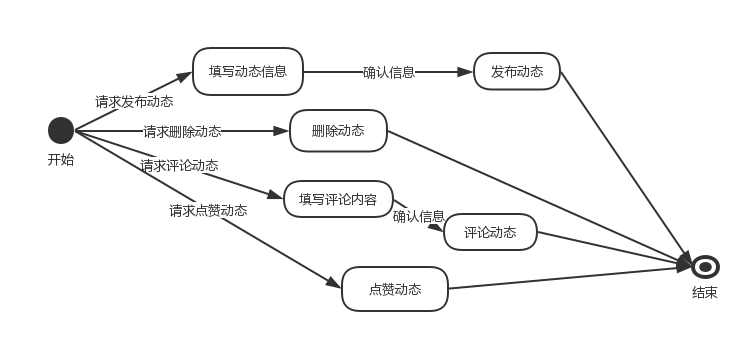 填写动态信息
确认信息
发布动态
请求发布动态
请求删除动态
删除动态
开始
请求评论动态
填写评论内容
请求点赞动态
确认信息
评论动态
点赞动态
结束